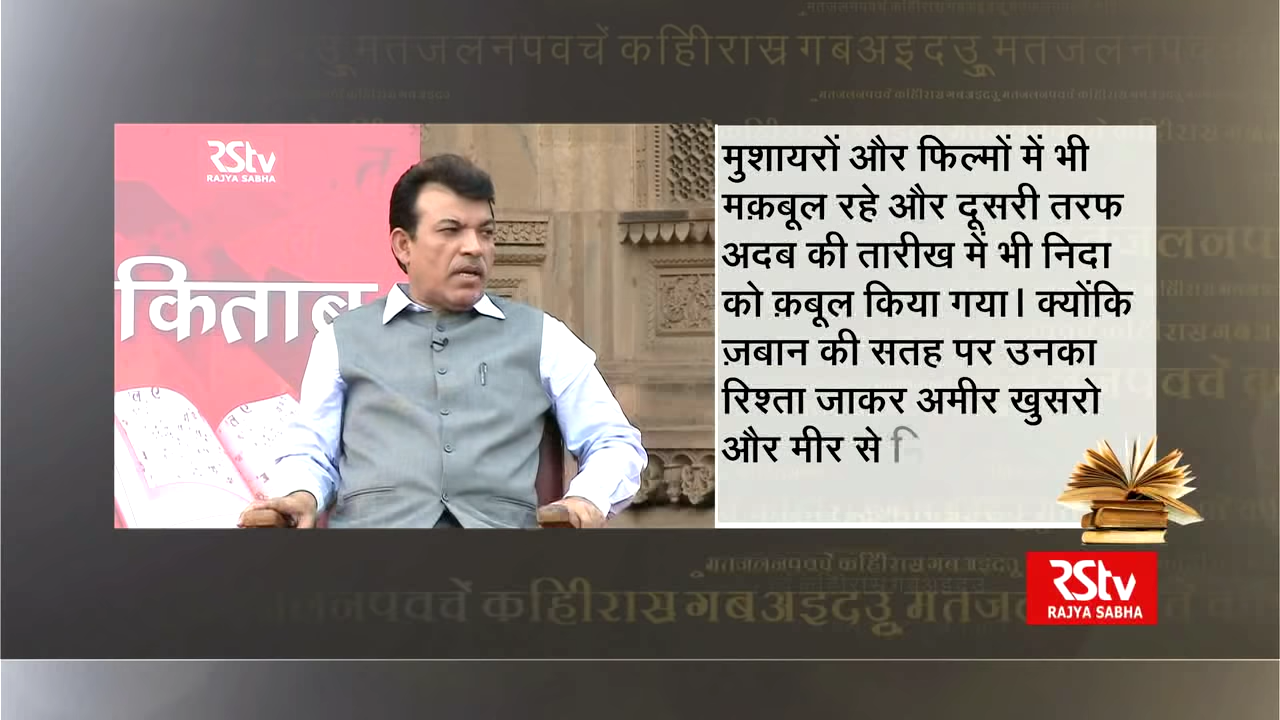 RSTV
RAJYA SABHA
किताब
मुशायरों और फिल्मों में भी
मक़बूल रहे और दूसरी तरफ
अदब की तारीख में भी निदा
को क़बूल किया गया। क्योंकि
ज़बान की सतह पर उनका
रिश्ता जाकर अमीर खुसरो
और मीर से
RSTV
RAJYA SABHA